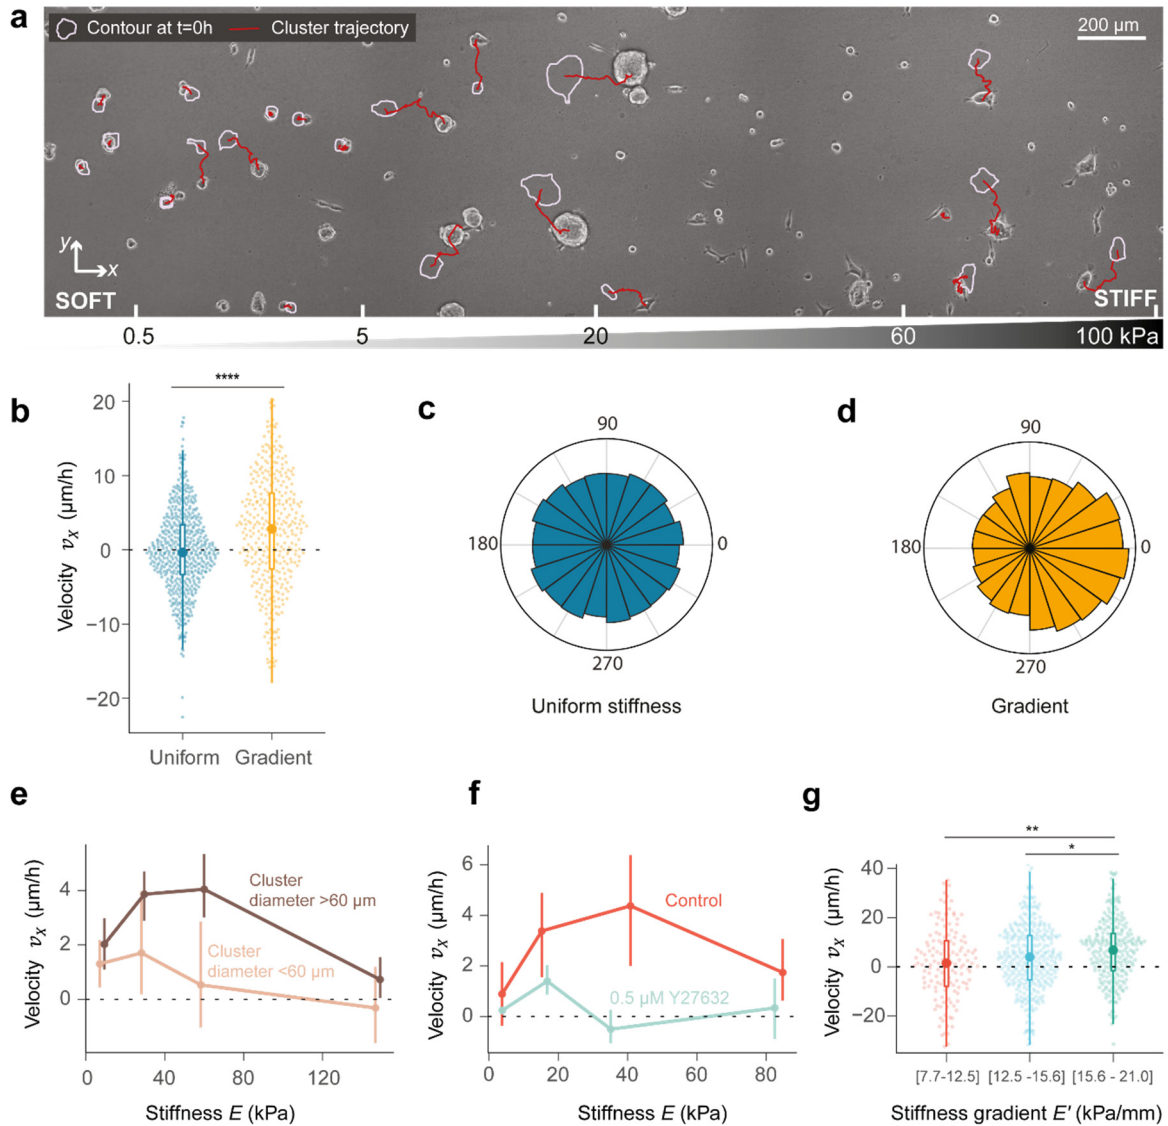 a
Contour at t=0h
Cluster trajectory
200 µm
y
x
SOFT
STIFF
0.5
5
20
60
100 kPa
b
****
20
10
0
−10
−20
Velocity vx (µm/h)
Uniform
Gradient
c
90
180
0
270
Uniform stiffness
d
90
180
0
270
Gradient
e
4
2
0
Velocity vx (µm/h)
Cluster
diameter >60 µm
Cluster
diameter <60 µm
0
40
80
120
Stiffness E (kPa)
f
6
4
2
0
Velocity vx (µm/h)
Control
0.5 µM Y27632
0
20
40
60
80
Stiffness E (kPa)
g
**
*
40
20
0
−20
Velocity vx (µm/h)
[7.7-12.5]
[12.5 -15.6]
[15.6 - 21.0]
Stiffness gradient E' (kPa/mm)